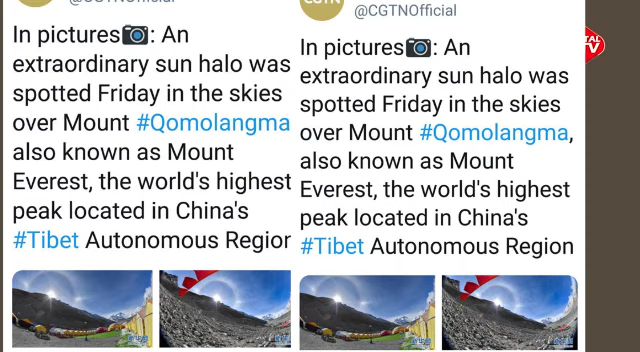 @CGTNOfficial
In pictures📷: An
extraordinary sun halo was
spotted Friday in the skies
over Mount #Qomolangma
also known as Mount
Everest, the world's highest
peak located in China's
#Tibet Autonomous Region
CGTN
@CGTNOfficial
In pictures📷: An
extraordinary sun halo was
spotted Friday in the skies
over Mount #Qomolangma,
also known as Mount
Everest, the world's highest
peak located in China's
#Tibet Autonomous Region
TV